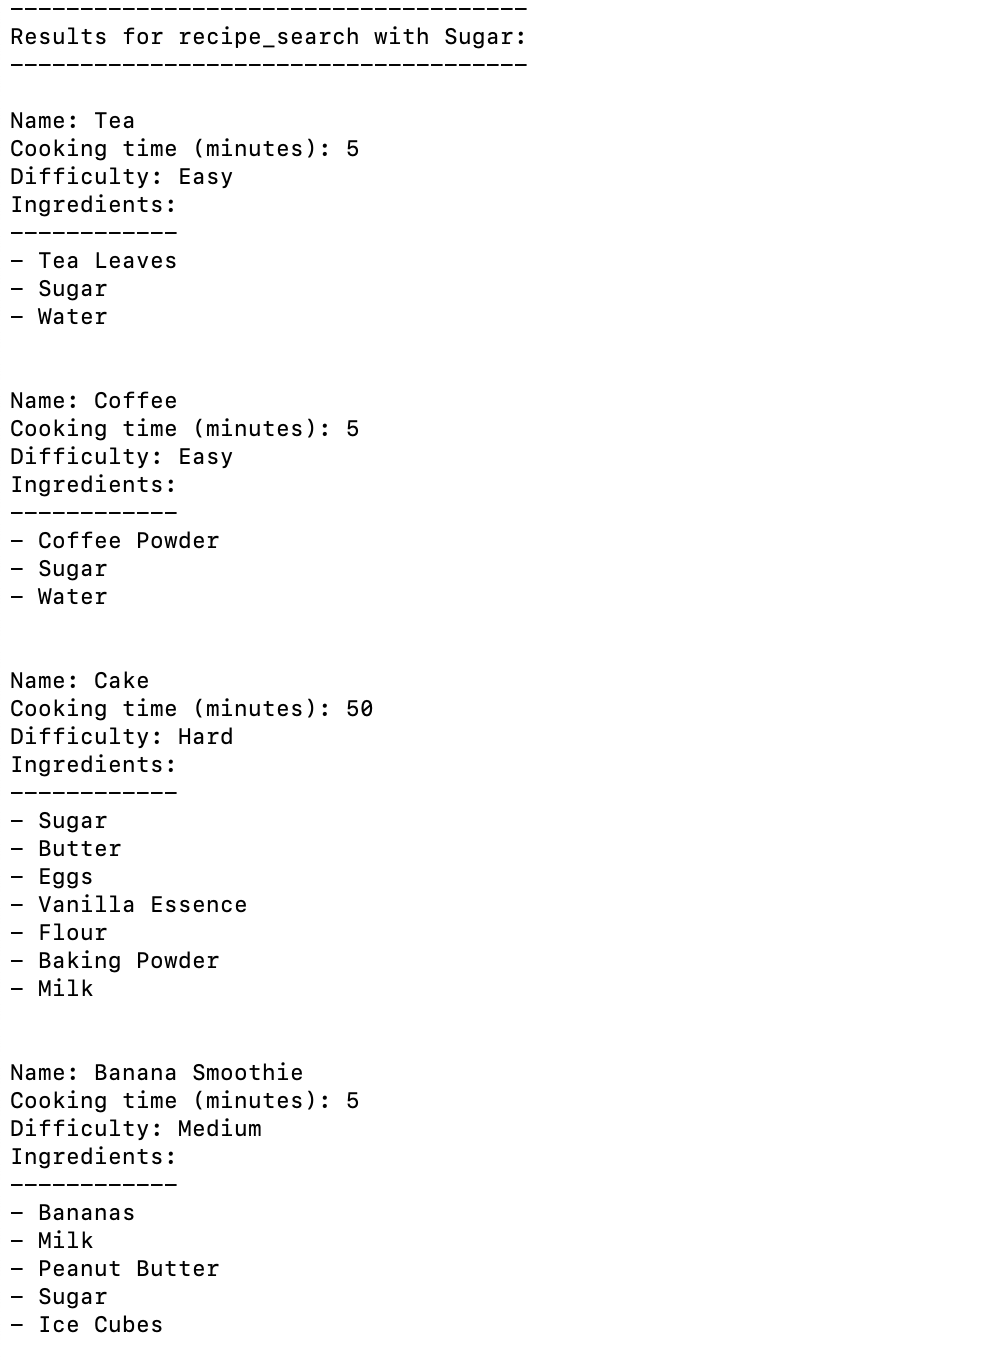 -------------------------------------
Results for recipe_search with Sugar:
-------------------------------------
Name: Tea
Cooking time (minutes): 5
Difficulty: Easy
Ingredients:
------------
- Tea Leaves
- Sugar
- Water
Name: Coffee
Cooking time (minutes): 5
Difficulty: Easy
Ingredients:
------------
- Coffee Powder
- Sugar
- Water
Name: Cake
Cooking time (minutes): 50
Difficulty: Hard
Ingredients:
------------
- Sugar
- Butter
- Eggs
- Vanilla Essence
- Flour
- Baking Powder
- Milk
Name: Banana Smoothie
Cooking time (minutes): 5
Difficulty: Medium
Ingredients:
------------
- Bananas
- Milk
- Peanut Butter
- Sugar
- Ice Cubes